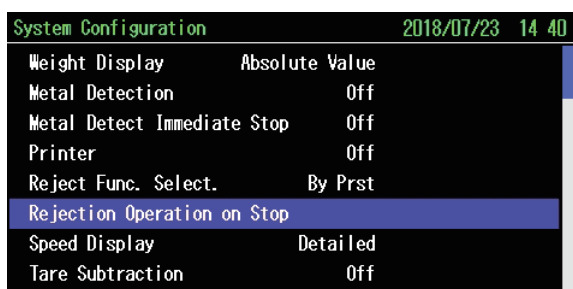 System Configuration 2018/07/23 14 40
Weight Display Absolute Value
Metal Detection Off
Metal Detect Immediate Stop Off
Printer Off
Reject Func. Select. By Prst
Rejection Operation on Stop
Speed Display Detailed
Tare Subtraction Off